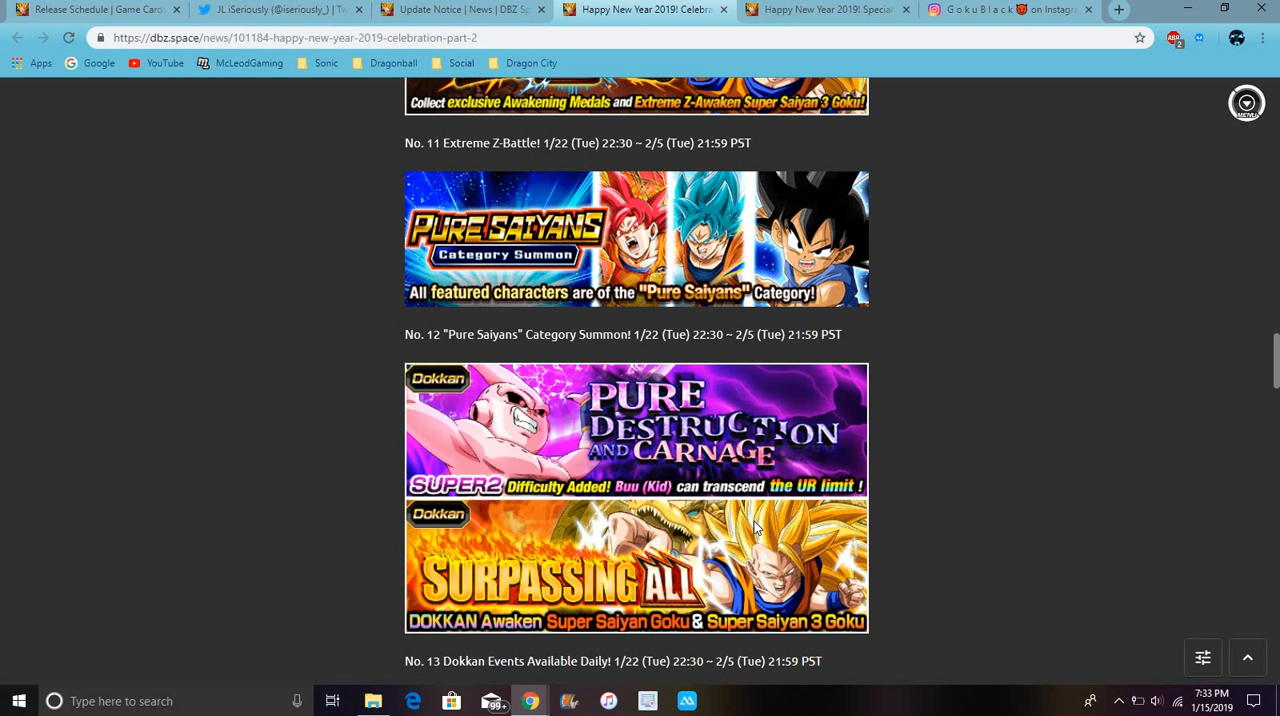 Release Schedule | Game Card
JL iSeriously (@iseriously_) | Tw
Update Notice | News | DBZ Sp
Happy New Year 2019! Celebra
Happy New Year 2019! Special
G o k u B l a c k 😈 on Instagra
https://dbz.space/news/101184-happy-new-year-2019-celebration-part-2
ABP
2
Apps
Google
YouTube
McLeodGaming
Sonic
Dragonball
Social
Dragon City
Collect exclusive Awakening Medals and Extreme Z-Awaken Super Saiyan 3 Goku!
MENU
No. 11 Extreme Z-Battle! 1/22 (Tue) 22:30 ~ 2/5 (Tue) 21:59 PST
PURE SAIYANS
Category Summon
All featured characters are of the "Pure Saiyans" Category!
No. 12 "Pure Saiyans" Category Summon! 1/22 (Tue) 22:30 ~ 2/5 (Tue) 21:59 PST
Dokkan
PURE
DESTRUCTION
AND CARNAGE
SUPER2 Difficulty Added! Buu (Kid) can transcend the UR limit !
Dokkan
SURPASSING ALL
DOKKAN Awaken Super Saiyan Goku & Super Saiyan 3 Goku
No. 13 Dokkan Events Available Daily! 1/22 (Tue) 22:30 ~ 2/5 (Tue) 21:59 PST
Type here to search
99+
7:33 PM
1/15/2019